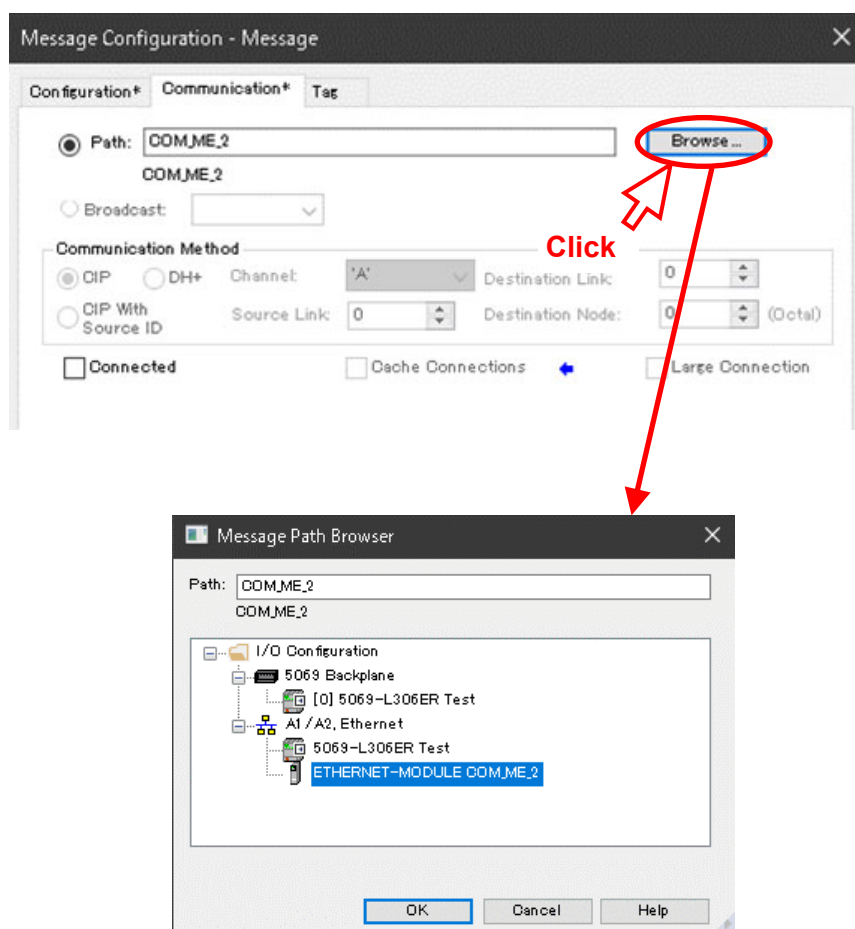 Message Configuration - Message
Configuration* Communication* Tag
Path: COM_ME_2 Browse...
COM_ME_2
Broadcast:
Click
Communication Method
CIP DH+ Channel: 'A' Destination Link: 0
CIP With Source ID Source Link: 0 Destination Node: 0 (Octal)
Connected Cache Connections Large Connection
Message Path Browser
Path: COM_ME_2
COM_ME_2
I/O Configuration
5069 Backplane
[0] 5069-L306ER Test
A1/A2, Ethernet
5069-L306ER Test
ETHERNET-MODULE COM_ME_2
OK Cancel Help